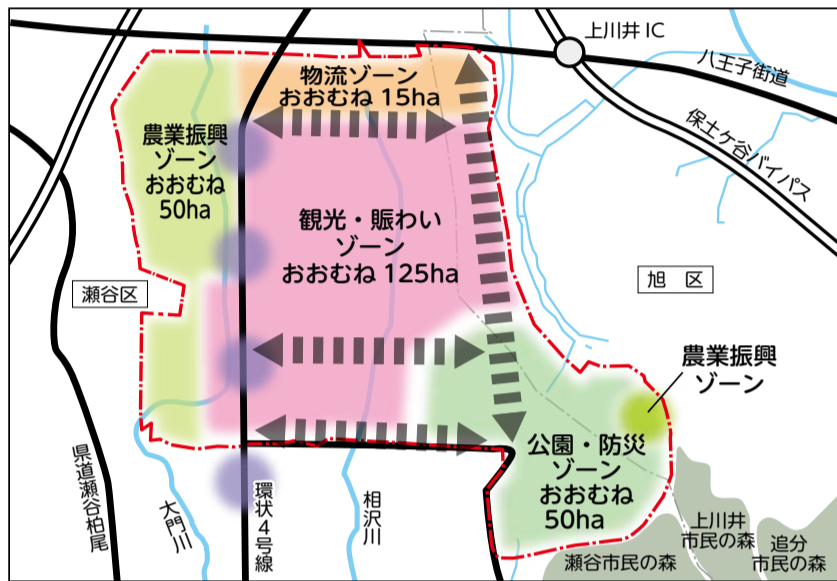 上川井 IC
八王子街道
保土ケ谷バイパス
物流ゾーン
おおむね 15ha
農業振興
ゾーン
おおむね
50ha
観光・賑わい
ゾーン
おおむね 125ha
瀬谷区
旭 区
農業振興
ゾーン
公園・防災
ゾーン
おおむね
50ha
県道瀬谷柏尾
大門川
環状4号線
相沢川
上川井
市民の森
追分
市民の森
瀬谷市民の森